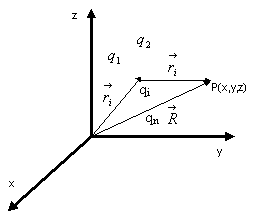 z
q₂
q₁
r⃗ᵢ
P(x,y,z)
r⃗ᵢ
qi
qn R⃗
y
x